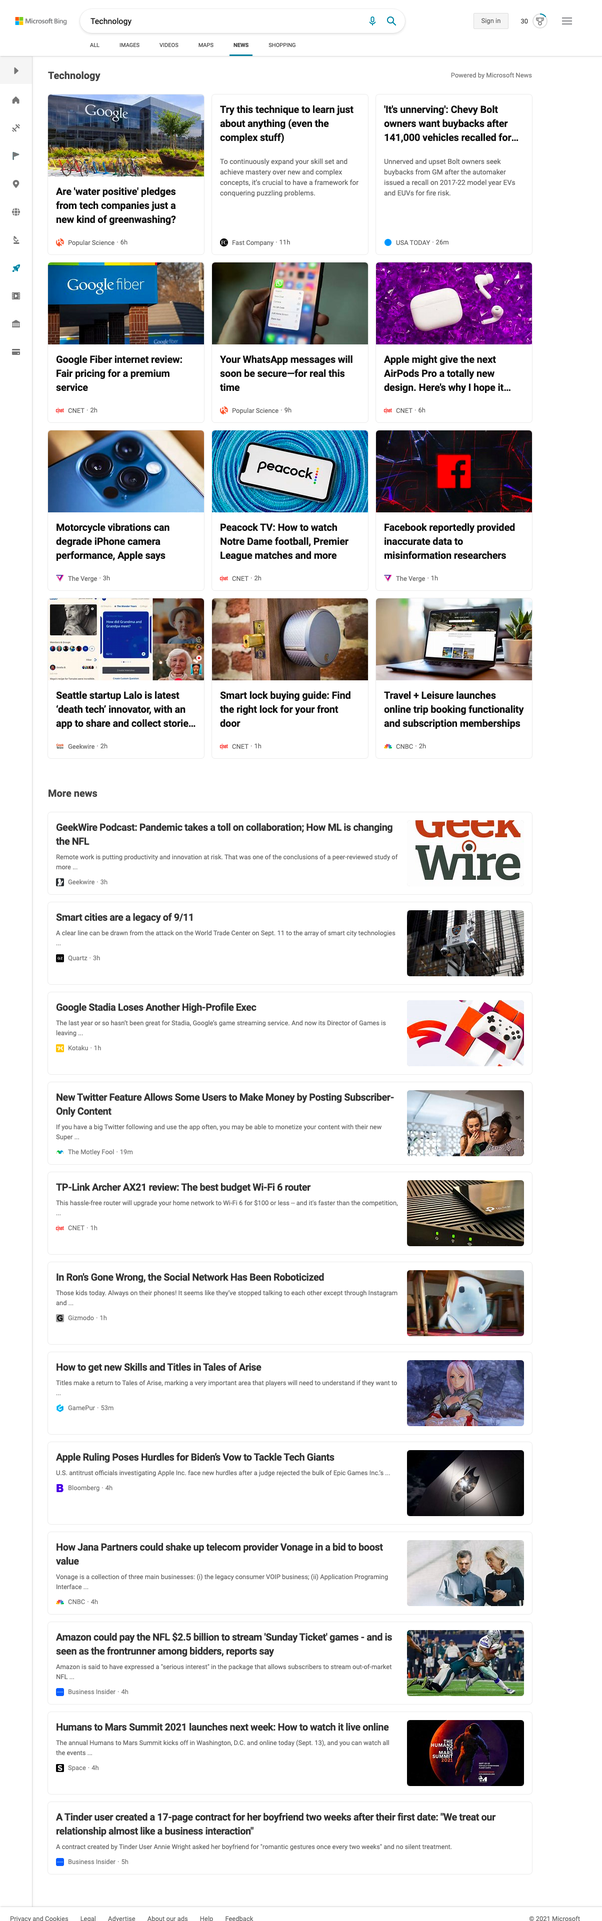 Microsoft Bing
Technology
Sign in
30
ALL
IMAGES
VIDEOS
MAPS
NEWS
SHOPPING
Technology
Powered by Microsoft News
Google
Are 'water positive' pledges
from tech companies just a
new kind of greenwashing?
Popular Science · 6h
Try this technique to learn just
about anything (even the
complex stuff)
To continously expand your skill set and
achieve mastery over new and complex
concepts, it's crucial to have a framework for
conquering puzzling problems.
Fast Company · 11h
'It's unnerving': Chevy Bolt
owners want buybacks after
141,000 vehicles recalled for...
Unnerved and upset Bolt owners seek
buybacks from GM after the automaker
issued a recall on 2017-22 model year EVs
and EUVs for fire risk.
USA TODAY · 26m
Google fiber
Google Fiber internet review:
Fair pricing for a premium
service
CNET · 2h
Your WhatsApp messages will
soon be secure—for real this
time
Popular Science · 9h
Apple might give the next
AirPods Pro a totally new
design. Here's why I hope it...
CNET · 6h
Motorcycle vibrations can
degrade iPhone camera
performance, Apple says
The Verge · 3h
peacock
Peacock TV: How to watch
Notre Dame football, Premier
League matches and more
CNET · 2h
Facebook reportedly provided
inaccurate data to
misinformation researchers
The Verge · 1h
Seattle startup Lalo is latest
'death tech' innovator, with an
app to share and collect storie...
Geekwire · 2h
Smart lock buying guide: Find
the right lock for your front
door
CNET · 1h
Travel + Leisure launches
online trip booking functionality
and subscription memberships
CNBC · 2h
More news
GeekWire Podcast: Pandemic takes a toll on collaboration; How ML is changing
the NFL
Remote work is putting productivity and innovation at risk. That was one of the conclusions of a peer-reviewed study of
more ...
Geekwire · 3h
Geek
Wire
Smart cities are a legacy of 9/11
A clear line can be drawn from the attack on the World Trade Center on Sept. 11 to the array of smart city technologies
...
Quartz · 3h
Google Stadia Loses Another High-Profile Exec
The last year or so hasn't been great for Stadia, Google's game streaming service. And now its Director of Games is
leaving ...
Kotaku · 1h
New Twitter Feature Allows Some Users to Make Money by Posting Subscriber-
Only Content
If you have a big Twitter following and use the app often, you may be able to monetize your content with their new
Super ...
The Motley Fool · 19m
TP-Link Archer AX21 review: The best budget Wi-Fi 6 router
This hassle-free router will upgrade your home network to Wi-Fi 6 for $100 or less -- and it's faster than the competition,
...
CNET · 1h
In Ron's Gone Wrong, the Social Network Has Been Roboticized
Those kids today. Always on their phones! It seems like they've stopped talking to each other except through Instagram
and ...
Gizmodo · 1h
How to get new Skills and Titles in Tales of Arise
Titles make a return to Tales of Arise, marking a very important area that players will need to understand if they want to
...
GamePur · 53m
Apple Ruling Poses Hurdles for Biden's Vow to Tackle Tech Giants
U.S. antitrust officials investigating Apple Inc. face new hurdles after a judge rejected the bulk of Epic Games Inc.'s ...
Bloomberg · 4h
How Jana Partners could shake up telecom provider Vonage in a bid to boost
value
Vonage is a collection of three main businesses: (i) the legacy consumer VOIP business; (ii) Application Programing
Interface ...
CNBC · 4h
Amazon could pay the NFL $2.5 billion to stream 'Sunday Ticket' games - and is
seen as the frontrunner among bidders, reports say
Amazon is said to have expressed a "serious interest" in the package that allows subscribers to stream out-of-market
NFL ...
Business Insider · 4h
Humans to Mars Summit 2021 launches next week: How to watch it live online
The annual Humans to Mars Summit kicks off in Washington, D.C. and online today (Sept. 13), and you can watch all
the events ...
Space · 4h
THE
HUMANS
TO MARS
SUMMIT
2021
A Tinder user created a 17-page contract for her boyfriend two weeks after their first date: "We treat our
relationship almost like a business interaction"
A contract created by Tinder User Annie Wright asked her boyfriend for "romantic gestures once every two weeks" and no silent treatment.
Business Insider · 5h
Privacy and Cookies
Legal
Advertise
About our ads
Help
Feedback
© 2021 Microsoft